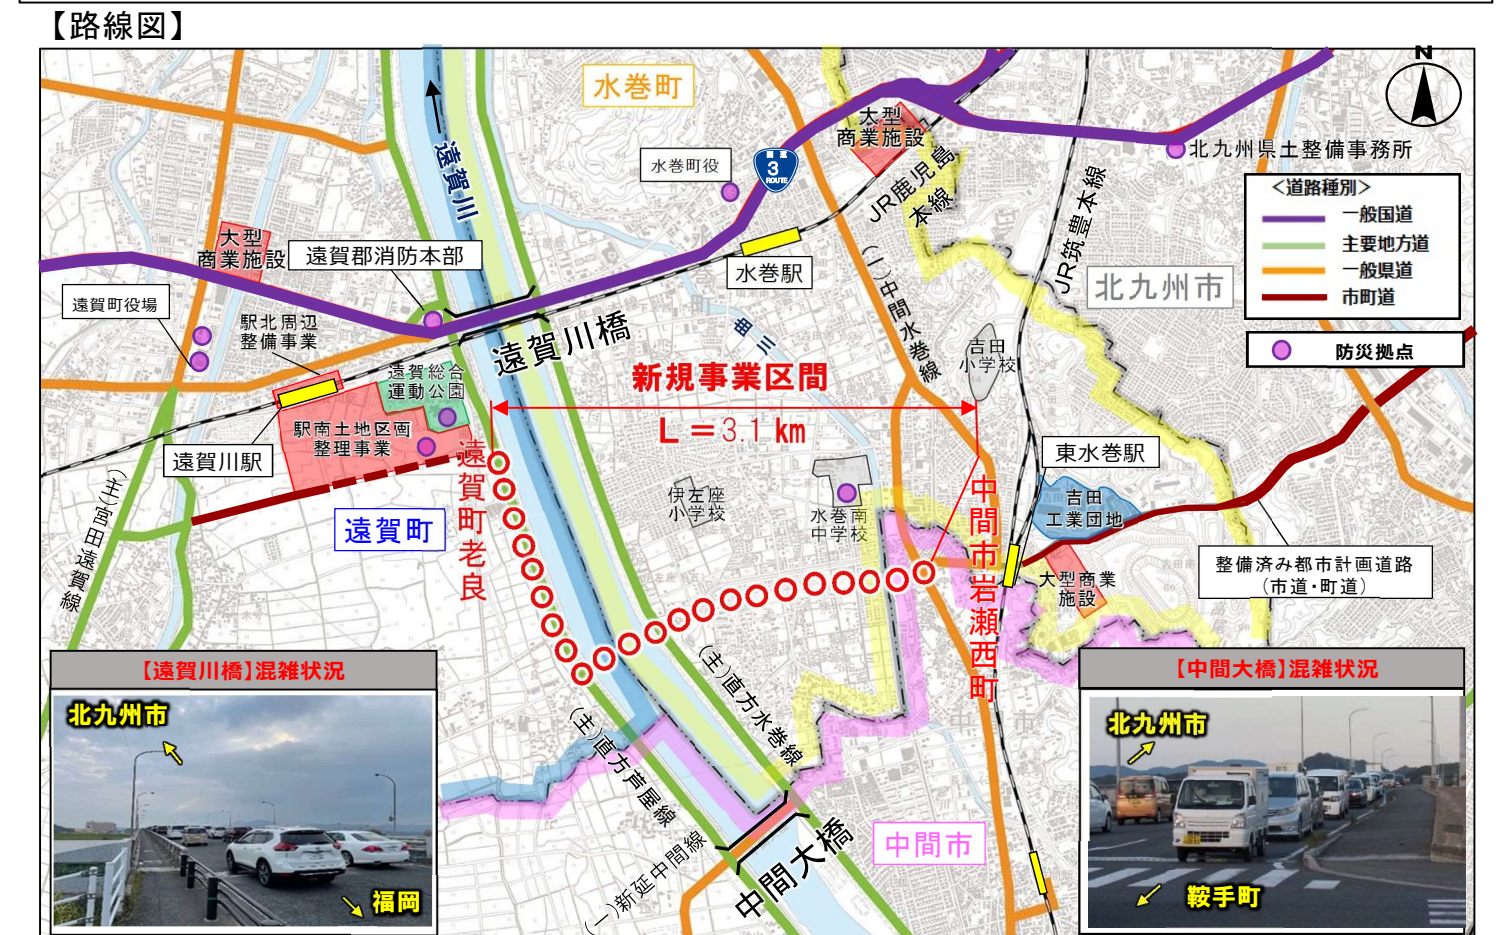 【路線図】
N
水巻町
大型
商業施設
北九州県土整備事務所
遠賀川
水巻町役
国道
3
ROUTE
JR鹿児島
本線
JR筑豊本線
<道路種別>
一般国道
主要地方道
一般県道
市町道
防災拠点
大型
商業施設
遠賀郡消防本部
水巻駅
北九州市
遠賀町役場
駅北周辺
整備事業
遠賀川橋
曲川
(一)中間水巻線
吉田
小学校
遠賀総合
運動公園
新規事業区間
L=3.1 km
駅南土地区画
整理事業
遠賀川駅
遠賀町老良
東水巻駅
(主)宮田遠賀線
遠賀町
伊左座
小学校
水巻南
中学校
中間市岩瀬西町
吉田
工業団地
大型商業
施設
整備済み都市計画道路
(市道・町道)
(主)直方水巻線
(主)直方芦屋線
(一)新延中間線
中間大橋
中間市
【遠賀川橋】混雑状況
北九州市
福岡
【中間大橋】混雑状況
北九州市
鞍手町